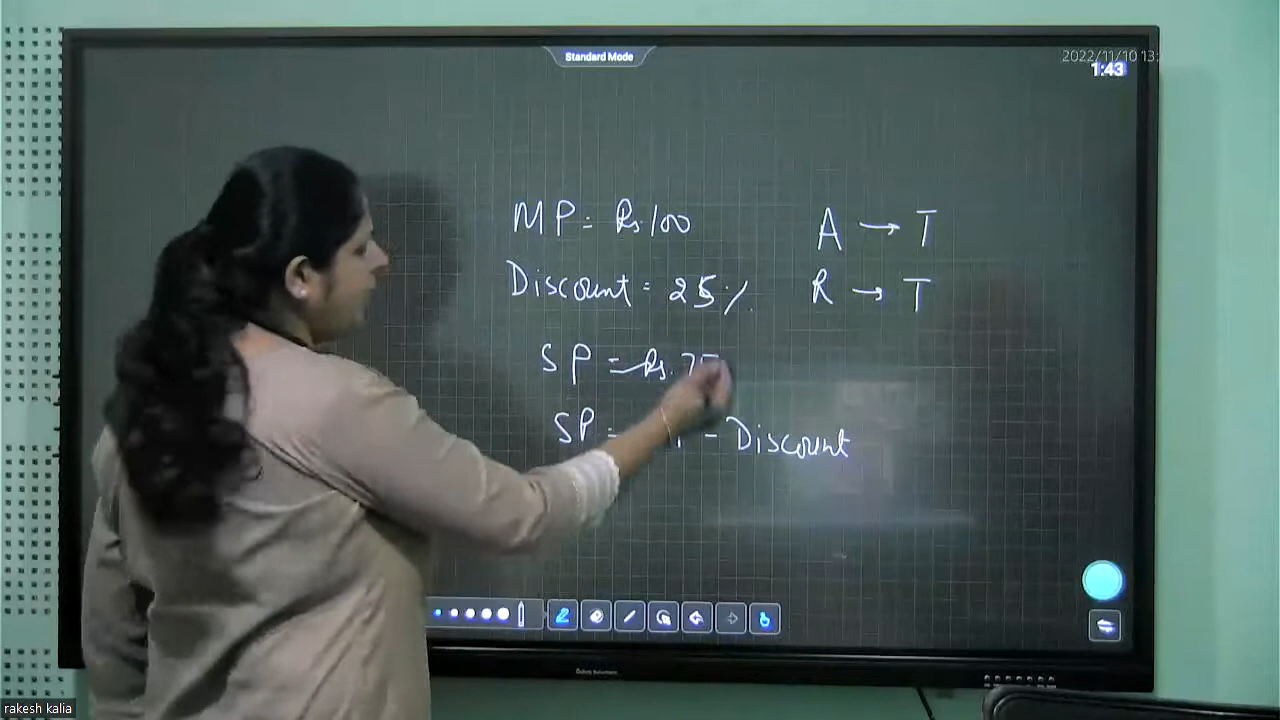 Standard Mode
2022/11/10 13:
1:43
MP = Rs.100 A → T
Discount = 25% R → T
SP = Rs. 75
SP = - Discount
rakesh kalia